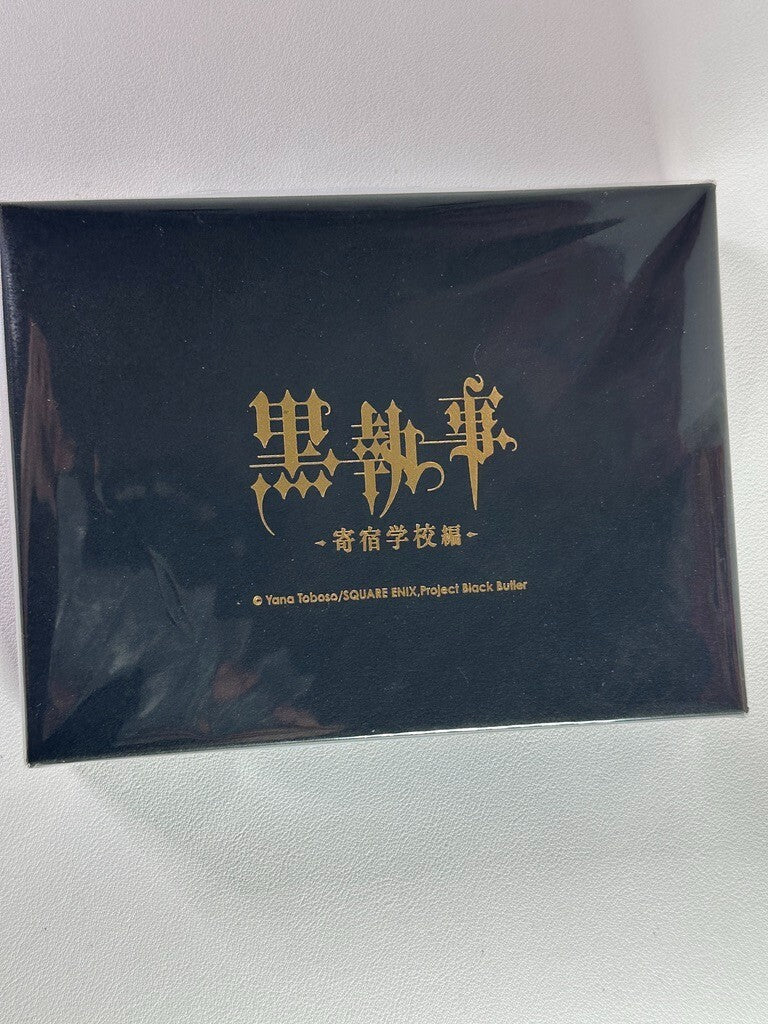 黒執事
-寄宿学校編-
© Yana Toboso/SQUARE ENIX,Project Black Butler